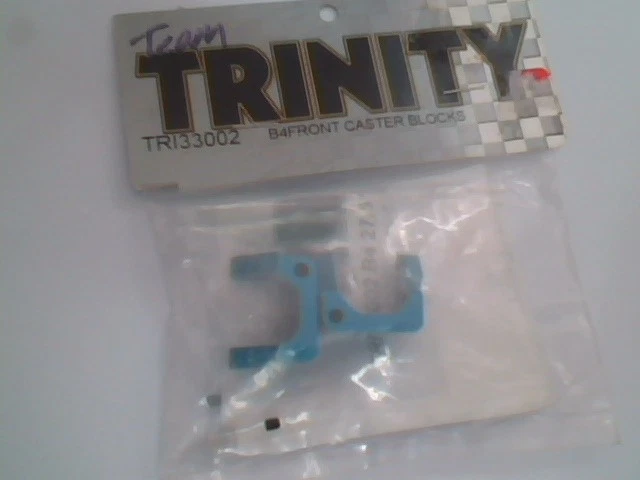 Team
TRINITY
TRI33002 B4FRONT CASTER BLOCKS